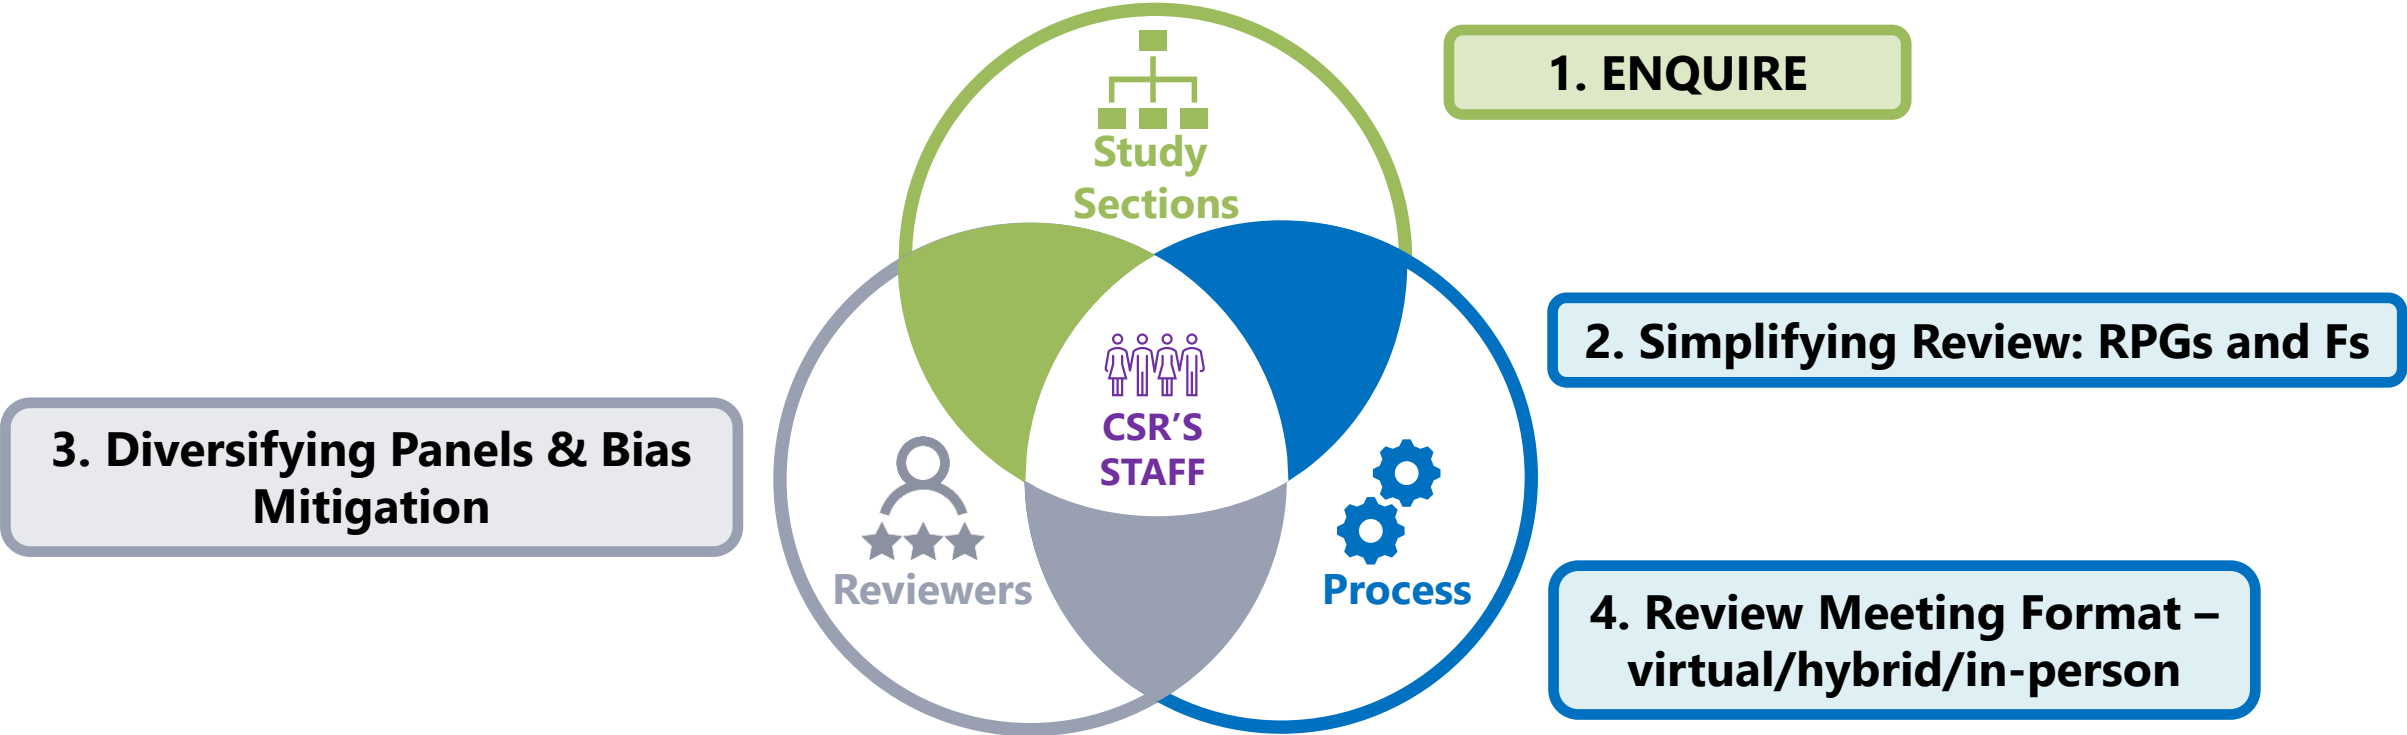 1. ENQUIRE
Study
Sections
2. Simplifying Review: RPGs and Fs
CSR’S
STAFF
3. Diversifying Panels & Bias
Mitigation
Reviewers
Process
4. Review Meeting Format –
virtual/hybrid/in-person